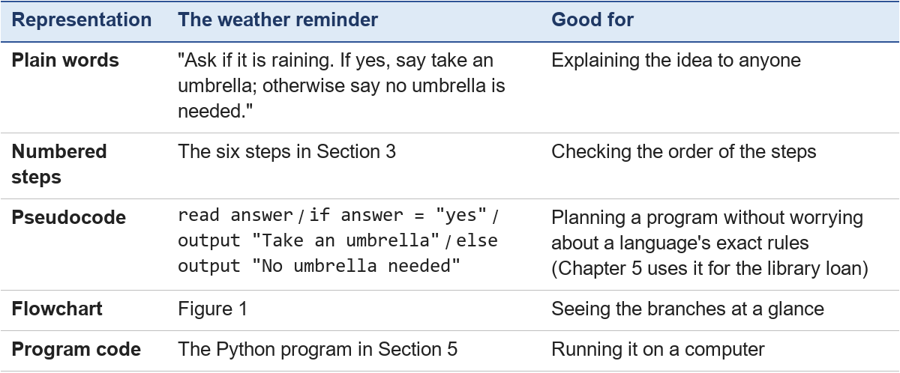 Representation The weather reminder Good for
Plain words "Ask if it is raining. If yes, say take an Explaining the idea to anyone
umbrella; otherwise say no umbrella is
needed."
Numbered The six steps in Section 3 Checking the order of the steps
steps
Pseudocode read answer / if answer = "yes" / Planning a program without worrying
output "Take an umbrella" / else about a language's exact rules
output "No umbrella needed" (Chapter 5 uses it for the library loan)
Flowchart Figure 1 Seeing the branches at a glance
Program code The Python program in Section 5 Running it on a computer